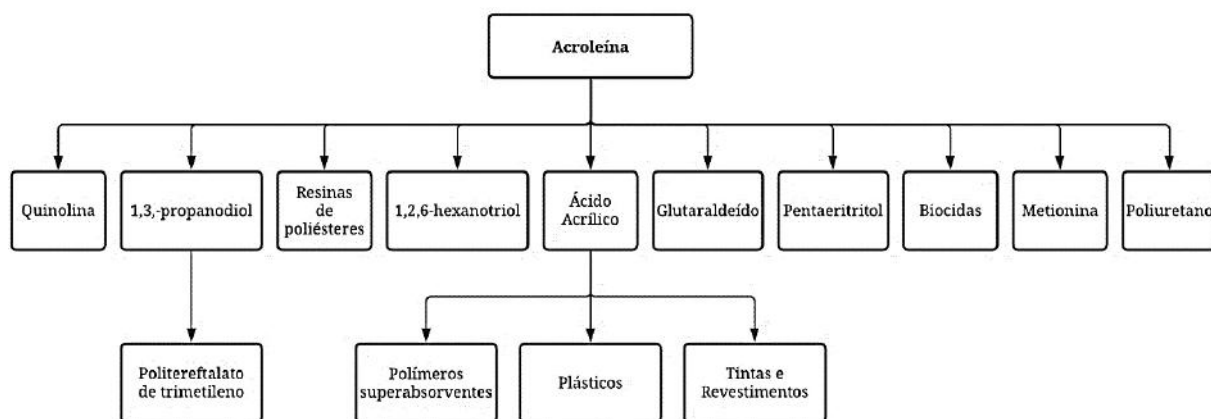 Acroleína
Quinolina
1,3,-propanodiol
Resinas
de
poliésteres
1,2,6-hexanotriol
Ácido
Acrílico
Glutaraldeído
Pentaeritritol
Biocidas
Metionina
Poliuretano
Politereftalato
de trimetileno
Polímeros
superabsorventes
Plásticos
Tintas e
Revestimentos